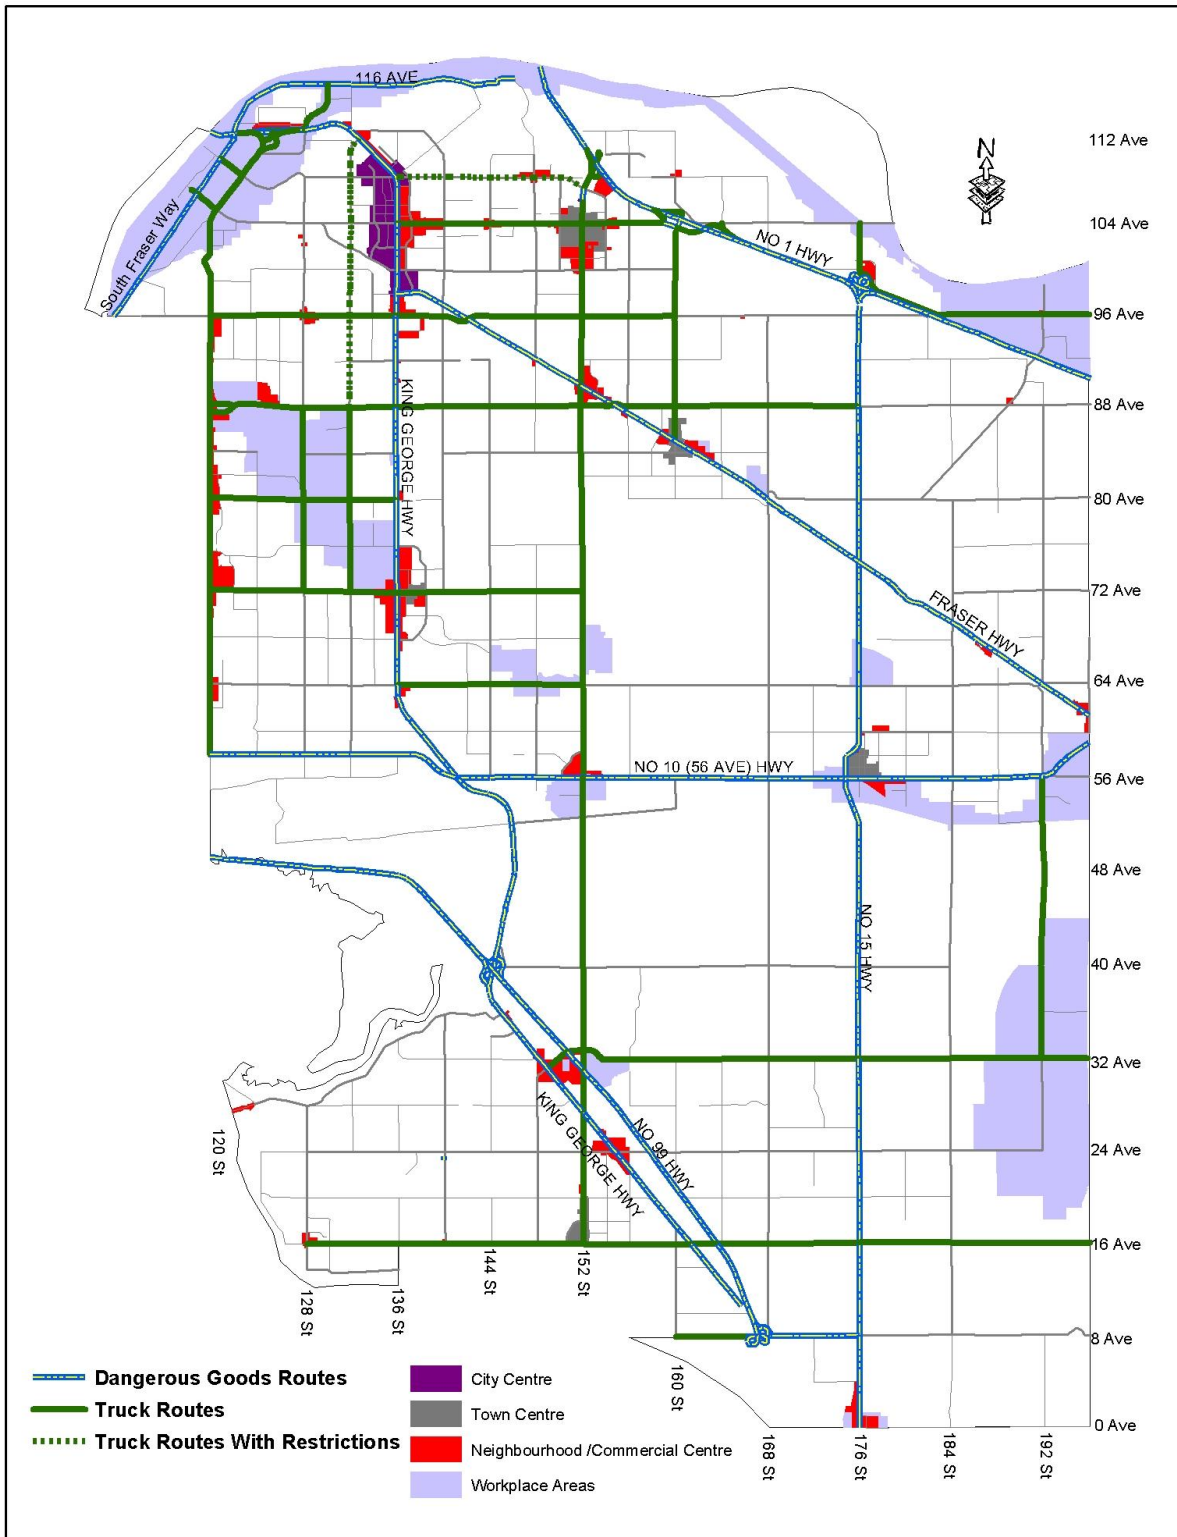 116 AVE
112 Ave
N
South Fraser Way
104 Ave
NO 1 HWY
96 Ave
KING GEORGE HWY
88 Ave
80 Ave
72 Ave
FRASER HWY
64 Ave
NO 10 (56 AVE) HWY
56 Ave
48 Ave
NO 15 HWY
40 Ave
32 Ave
KING GEORGE HWY
NO 99 HWY
120 St
24 Ave
16 Ave
128 St
136 St
144 St
152 St
8 Ave
160 St
0 Ave
168 St
176 St
184 St
192 St
Dangerous Goods Routes
Truck Routes
Truck Routes With Restrictions
City Centre
Town Centre
Neighbourhood /Commercial Centre
Workplace Areas